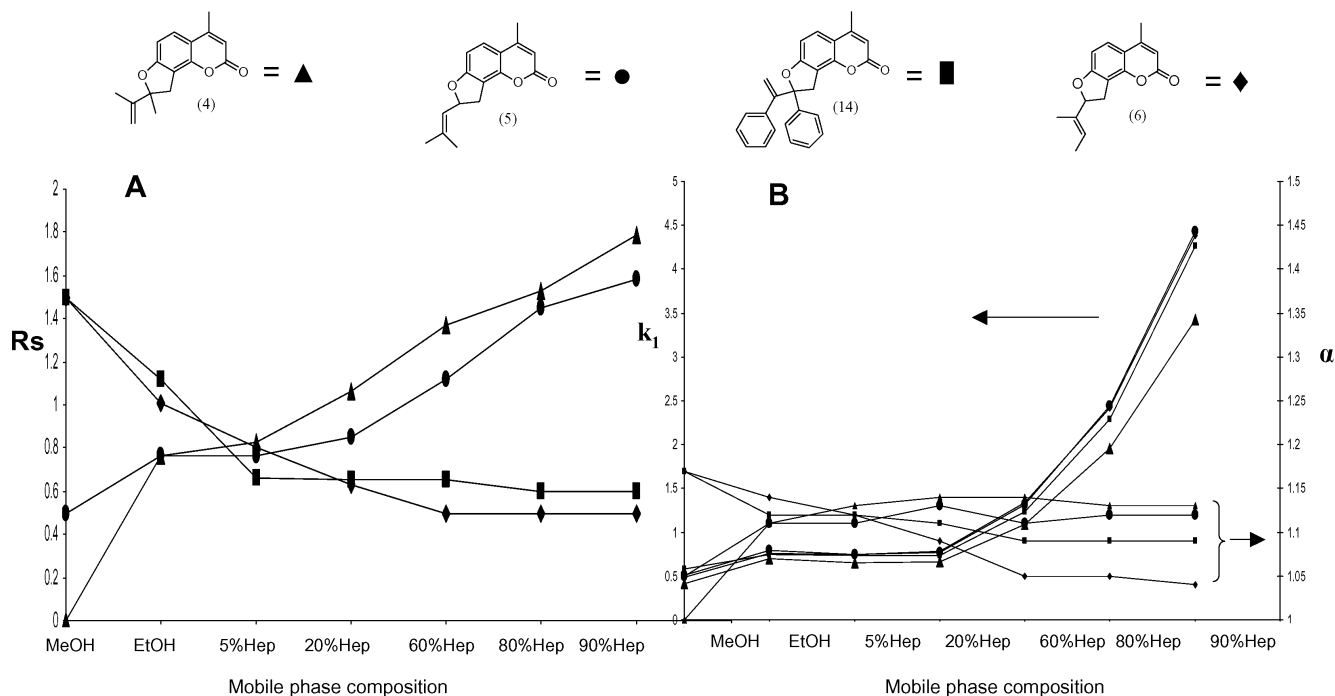 = ▲
= ●
= ■
= ♦
O
O
O
(4)
O
O
O
(5)
O
O
O
(14)
O
O
O
(6)
A
Rs
2
1.8
1.6
1.4
1.2
1
0.8
0.6
0.4
0.2
0
MeOH EtOH 5%Hep 20%Hep 60%Hep 80%Hep 90%Hep
Mobile phase composition
B
k1
5
4.5
4
3.5
3
2.5
2
1.5
1
0.5
0
α
1.5
1.45
1.4
1.35
1.3
1.25
1.2
1.15
1.1
1.05
1
MeOH EtOH 5%Hep 20%Hep 60%Hep 80%Hep 90%Hep
Mobile phase composition